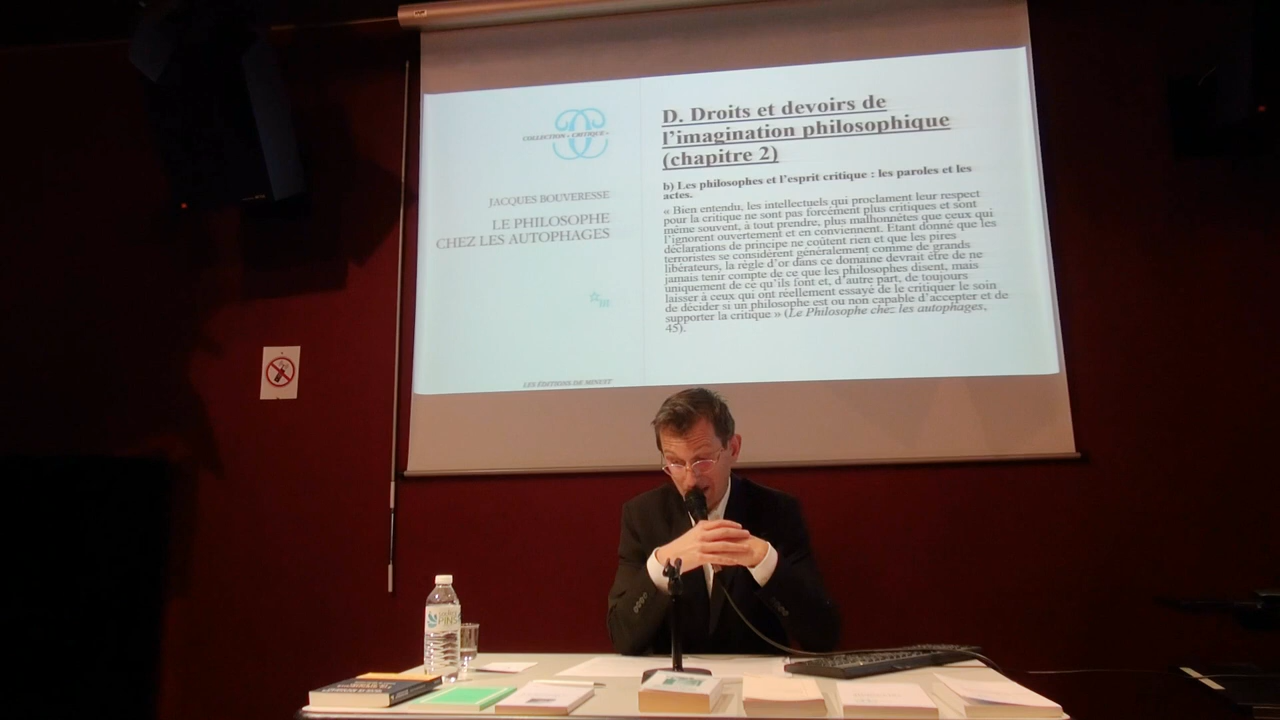 COLLECTION « CRITIQUE »
JACQUES BOUVERESSE
LE PHILOSOPHE
CHEZ LES AUTOPHAGES
LES ÉDITIONS DE MINUIT
D. Droits et devoirs de
l’imagination philosophique
(chapitre 2)
b) Les philosophes et l’esprit critique : les paroles et les
actes.
« Bien entendu, les intellectuels qui proclament leur respect
pour la critique ne sont pas forcément plus critiques et sont
même souvent, à tout prendre, plus malhonnêtes que ceux qui
l’ignorent ouvertement et en conviennent. Etant donné que les
déclarations de principe ne coûtent rien et que les pires
terroristes se considèrent généralement comme de grands
libérateurs, la règle d’or dans ce domaine devrait être de ne
jamais tenir compte de ce que les philosophes disent, mais
uniquement de ce qu’ils font et, d’autre part, de toujours
laisser à ceux qui ont réellement essayé de le critiquer le soin
de décider si un philosophe est ou non capable d’accepter et de
supporter la critique » (Le Philosophe chez les autophages,
45).